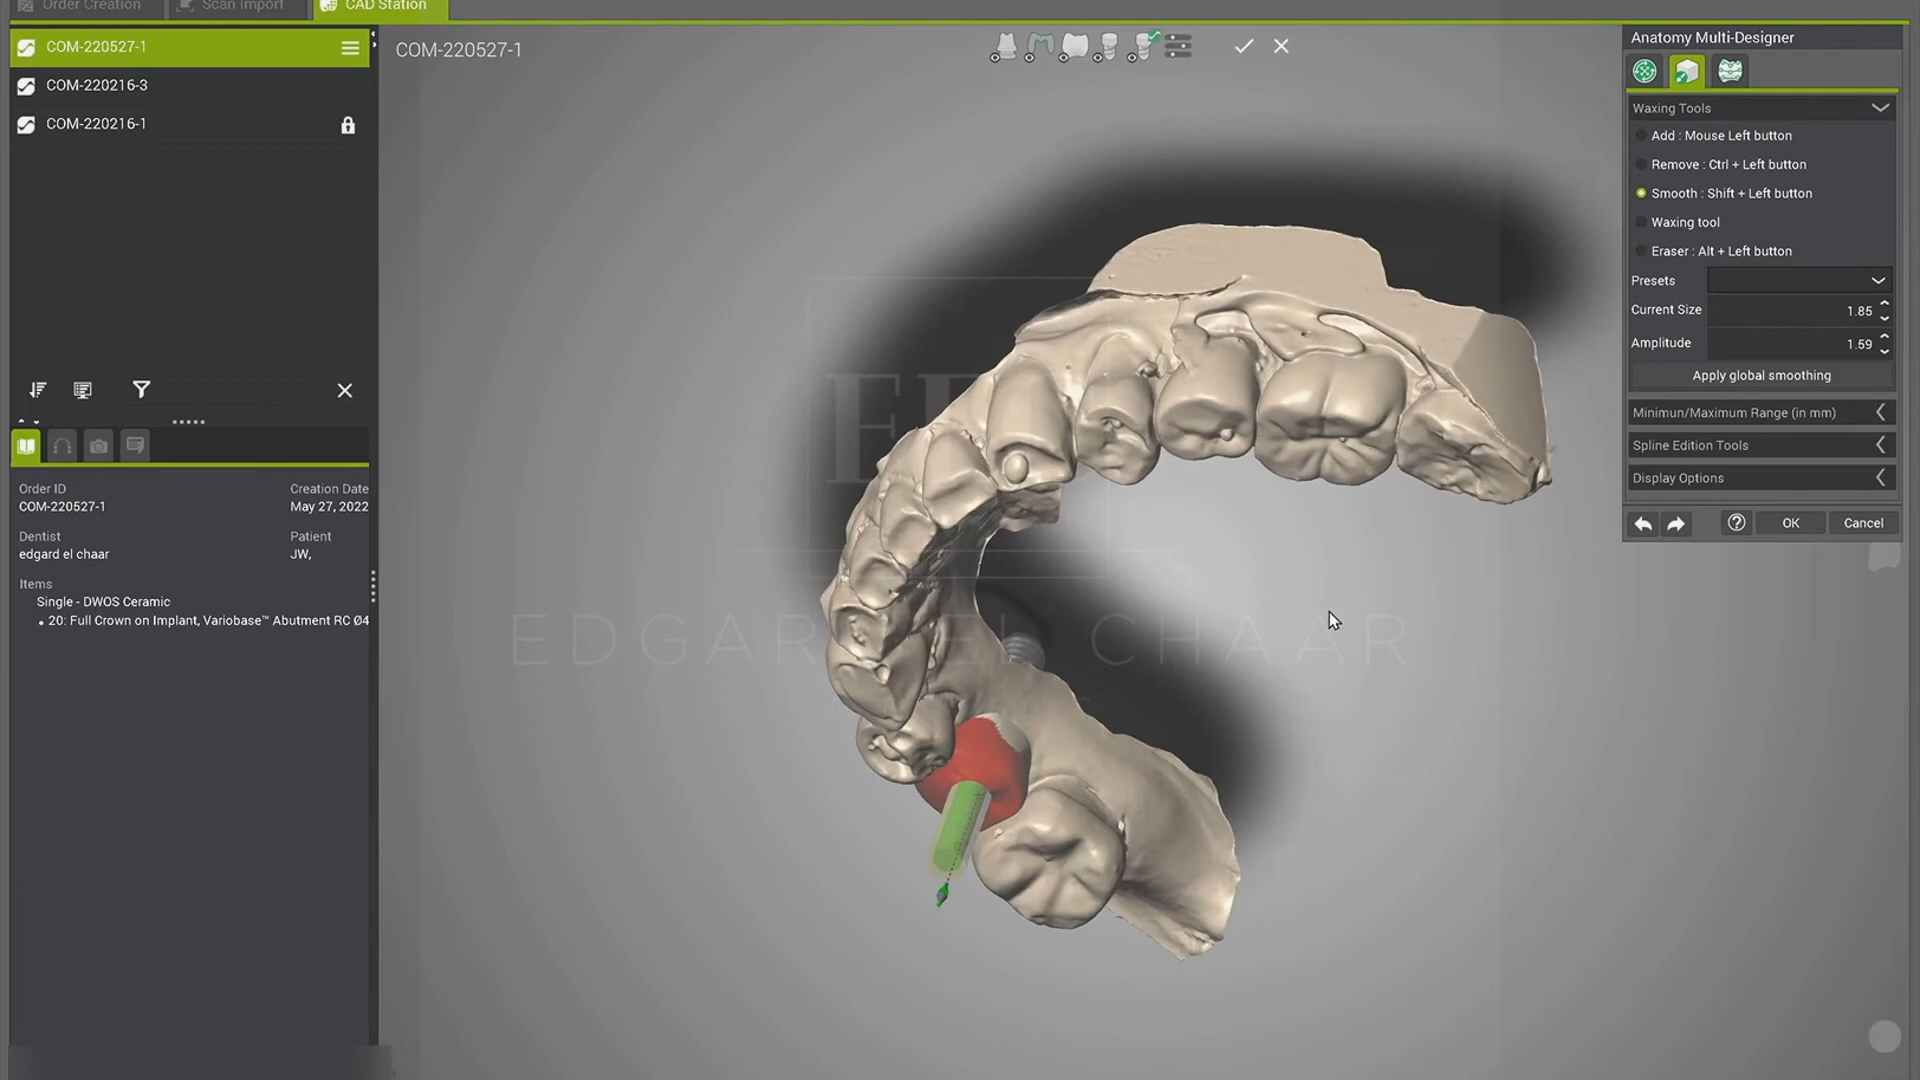 Order Creation
Scan Import
CAD Station
COM-220527-1
COM-220216-3
COM-220216-1
Order ID
Creation Date
COM-220527-1
May 27, 2022
Dentist
Patient
edgard el chaar
JW,
Items
Single - DWOS Ceramic
20: Full Crown on Implant, Variobase™ Abutment RC Ø4
COM-220527-1
EDGARD EL CHAAR
Anatomy Multi-Designer
Waxing Tools
Add : Mouse Left button
Remove : Ctrl + Left button
Smooth : Shift + Left button
Waxing tool
Eraser : Alt + Left button
Presets
Current Size 1.85
Amplitude 1.59
Apply global smoothing
Minimun/Maximum Range (in mm)
Spline Edition Tools
Display Options
OK
Cancel